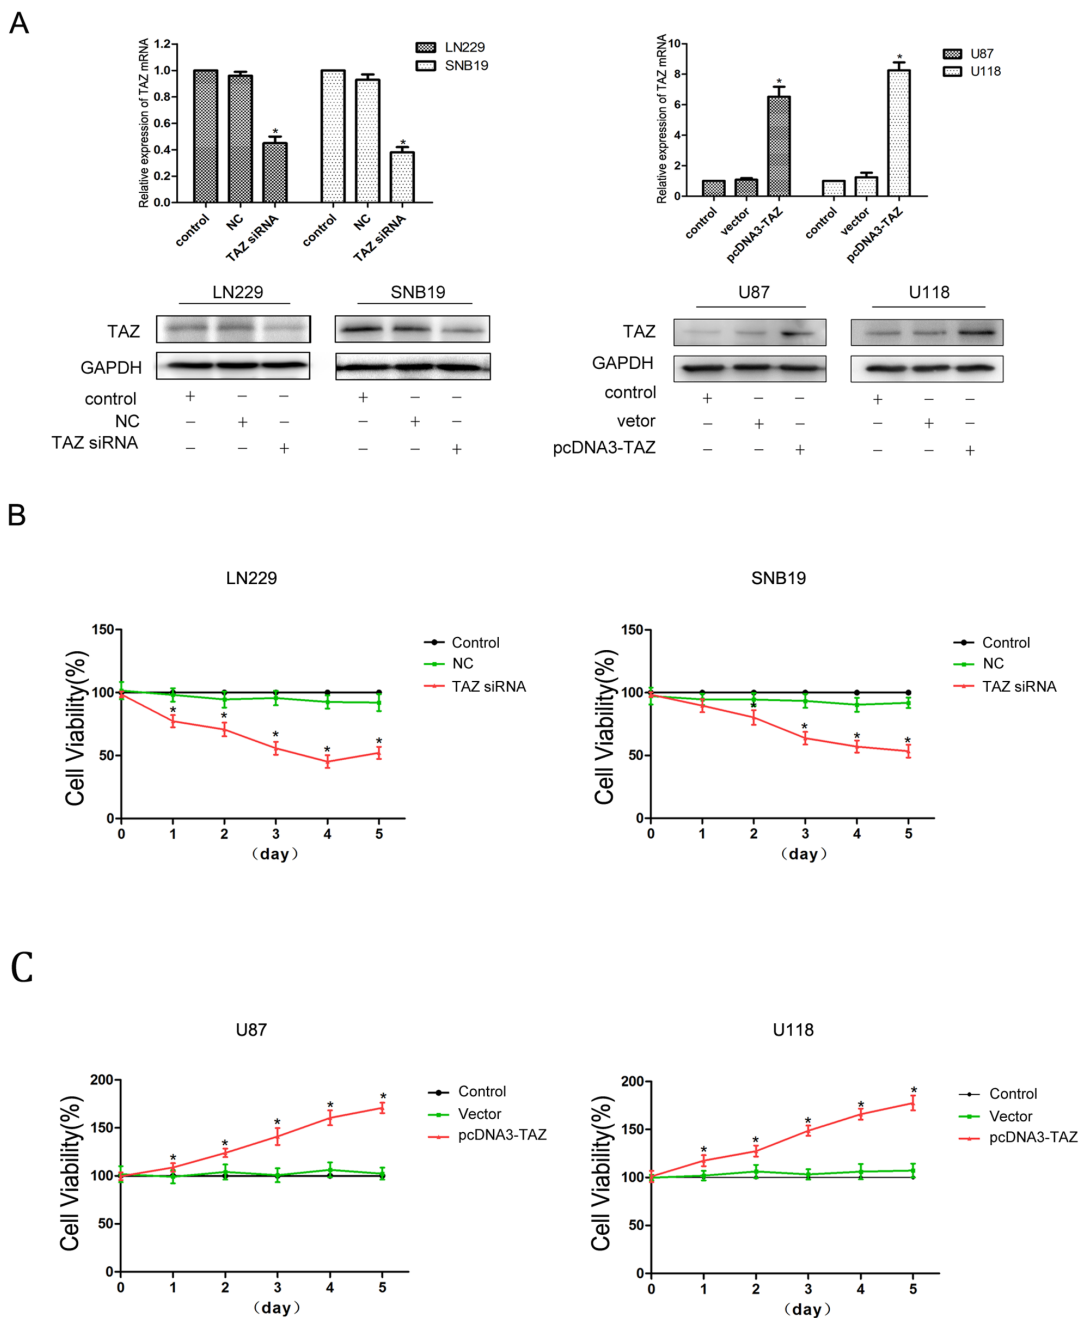 A
Relative expression of TAZ mRNA
1.2
1.0
0.8
0.6
0.4
0.2
0.0
* *
control NC TAZ siRNA control NC TAZ siRNA
LN229
SNB19
Relative expression of TAZ mRNA
10
8
6
4
2
0
* *
control vector pcDNA3-TAZ control vector pcDNA3-TAZ
U87
U118
LN229 SNB19
TAZ
GAPDH
control + − − + − −
NC − + − − + −
TAZ siRNA − − + − − +
U87 U118
TAZ
GAPDH
control + − − + − −
vetor − + − − + −
pcDNA3-TAZ − − + − − +
B
LN229
Cell Viability(%)
150
100
50
0
* * * * *
0 1 2 3 4 5
(day)
Control
NC
TAZ siRNA
SNB19
Cell Viability(%)
150
100
50
0
* * * *
0 1 2 3 4 5
(day)
Control
NC
TAZ siRNA
C
U87
Cell Viability(%)
200
150
100
50
0
* * * * *
0 1 2 3 4 5
(day)
Control
Vector
pcDNA3-TAZ
U118
Cell Viability(%)
200
150
100
50
0
* * * * *
0 1 2 3 4 5
(day)
Control
Vector
pcDNA3-TAZ